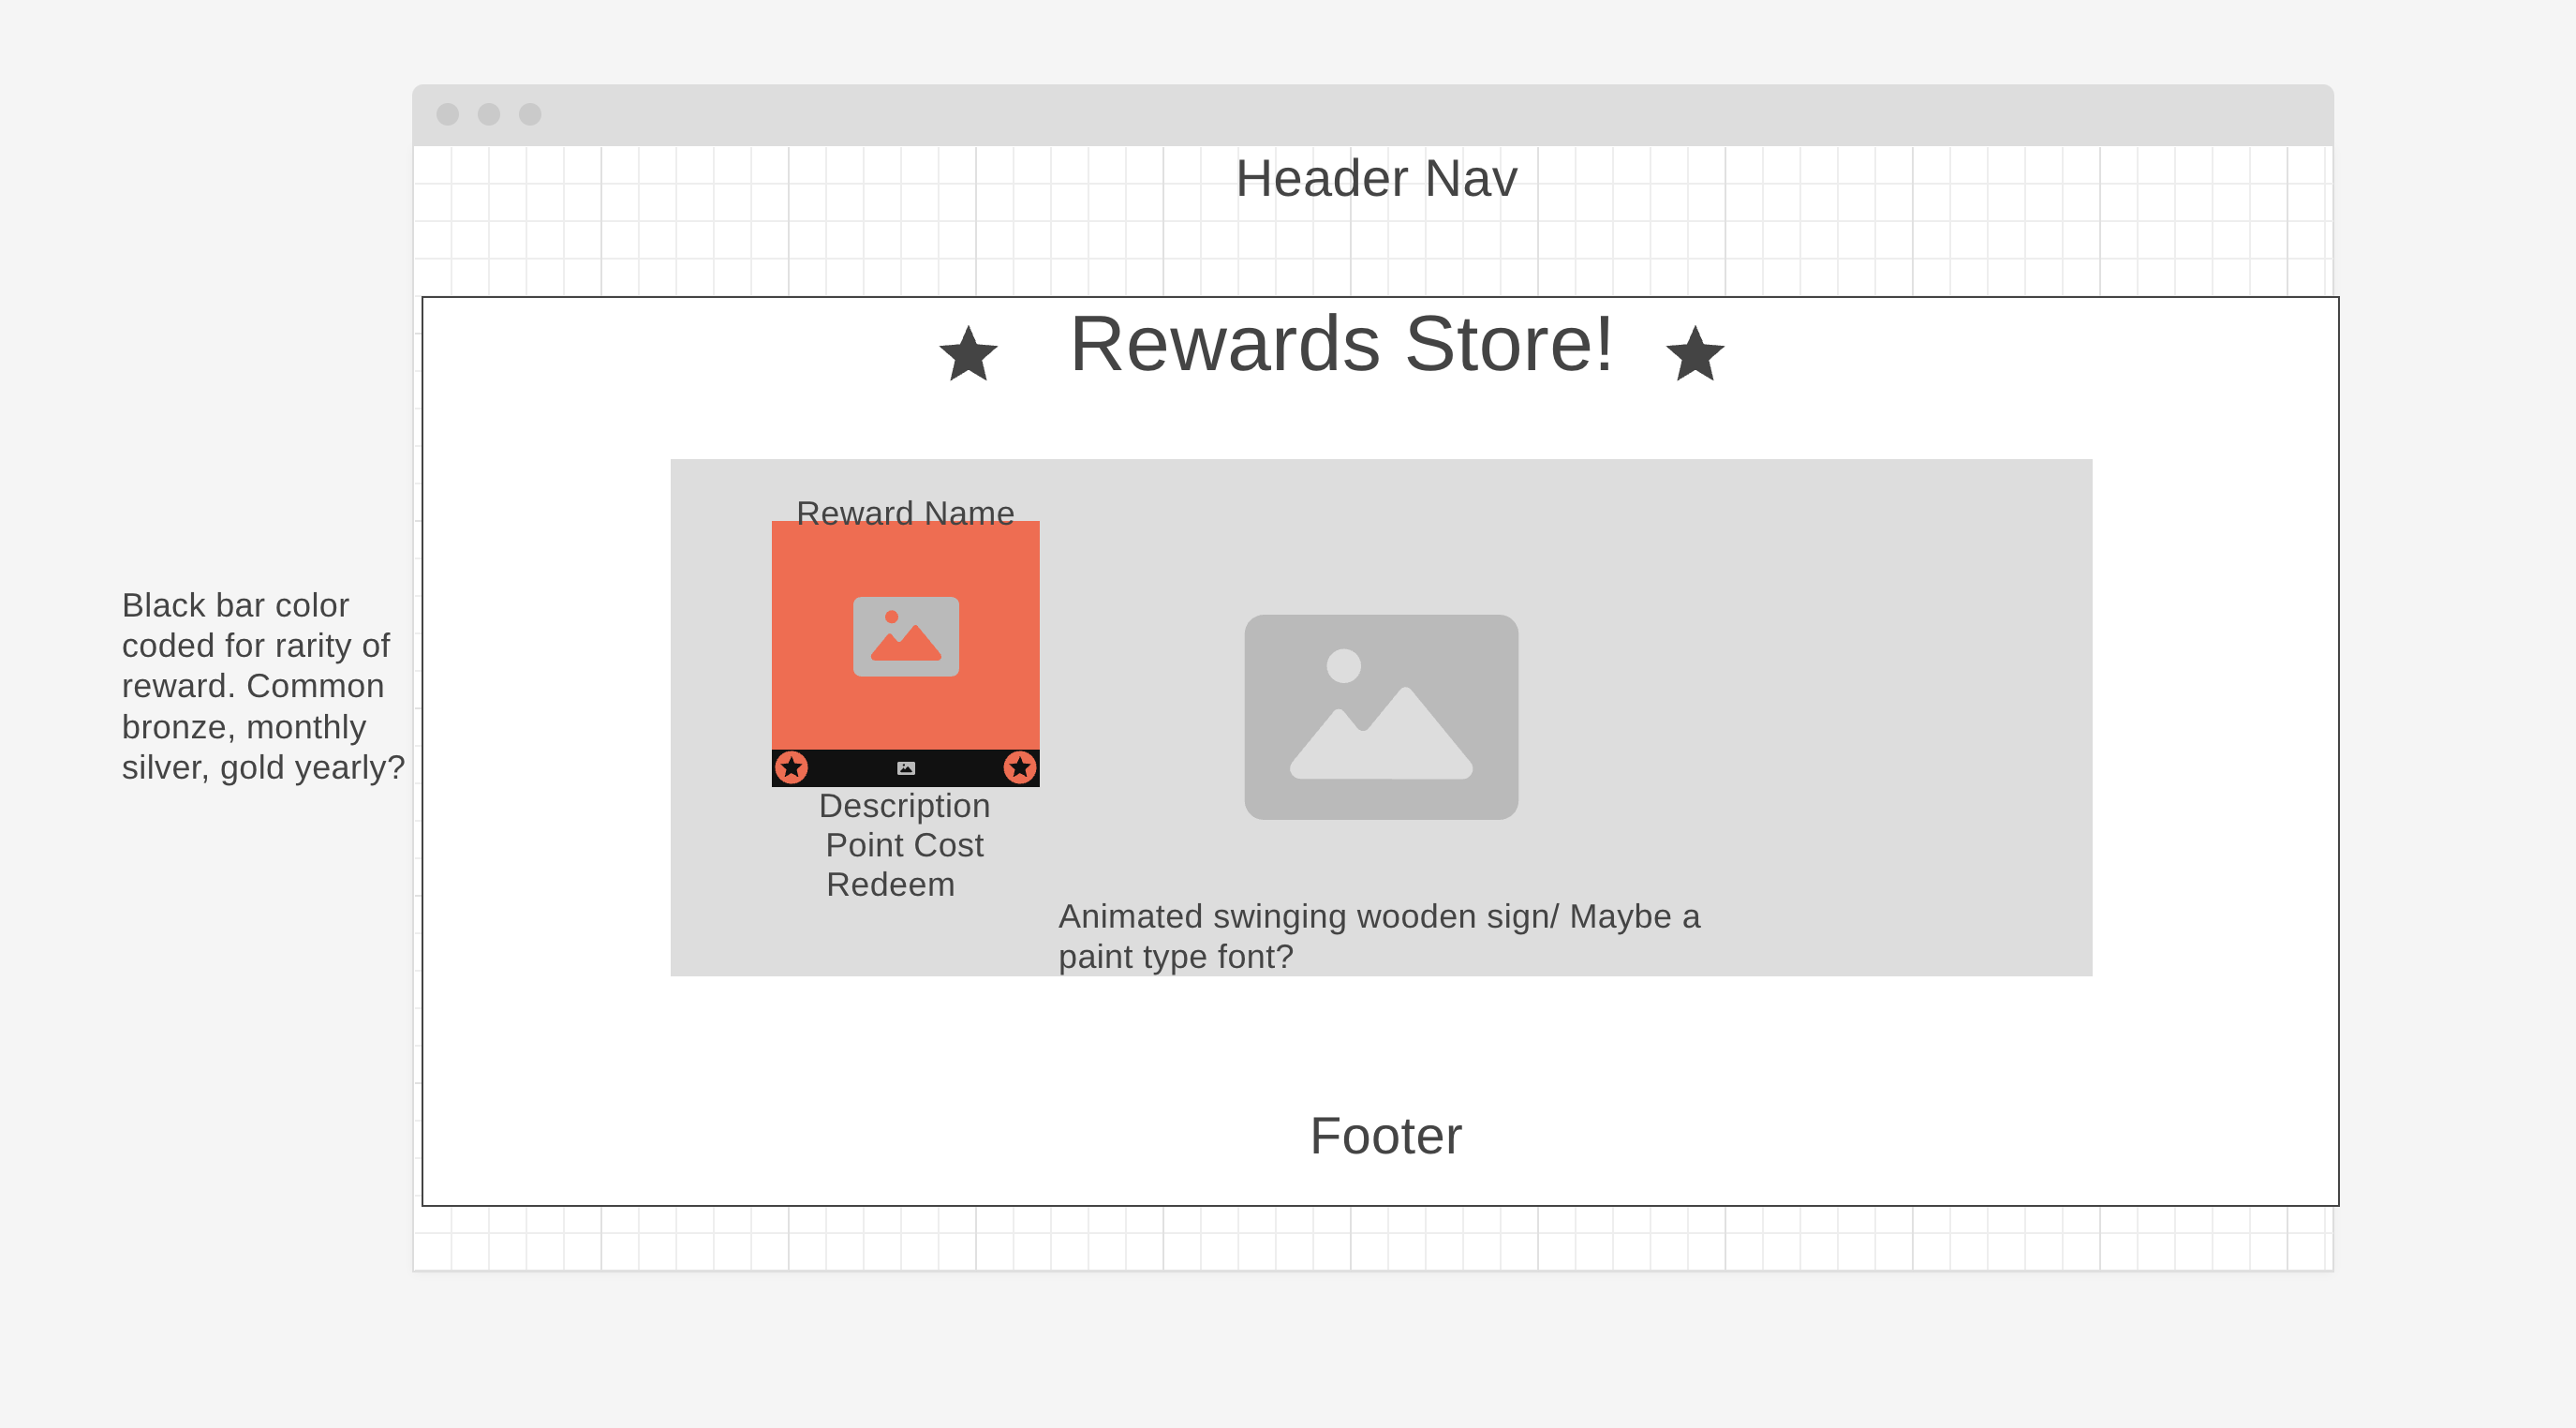 Header Nav
Rewards Store!
Reward Name
Black bar color
coded for rarity of
reward. Common
bronze, monthly
silver, gold yearly?
Description
Point Cost
Redeem
Animated swinging wooden sign/ Maybe a
paint type font?
Footer